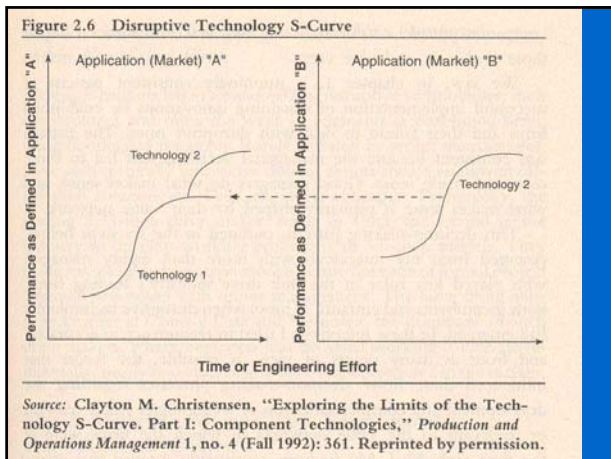 Figure 2.6 Disruptive Technology S-Curve
Application (Market) "A"
Application (Market) "B"
Performance as Defined in Application "A"
Technology 2
Technology 1
Performance as Defined in Application "B"
Technology 2
Time or Engineering Effort
Source: Clayton M. Christensen, "Exploring the Limits of the Tech-
nology S-Curve. Part I: Component Technologies," Production and
Operations Management 1, no. 4 (Fall 1992): 361. Reprinted by permission.